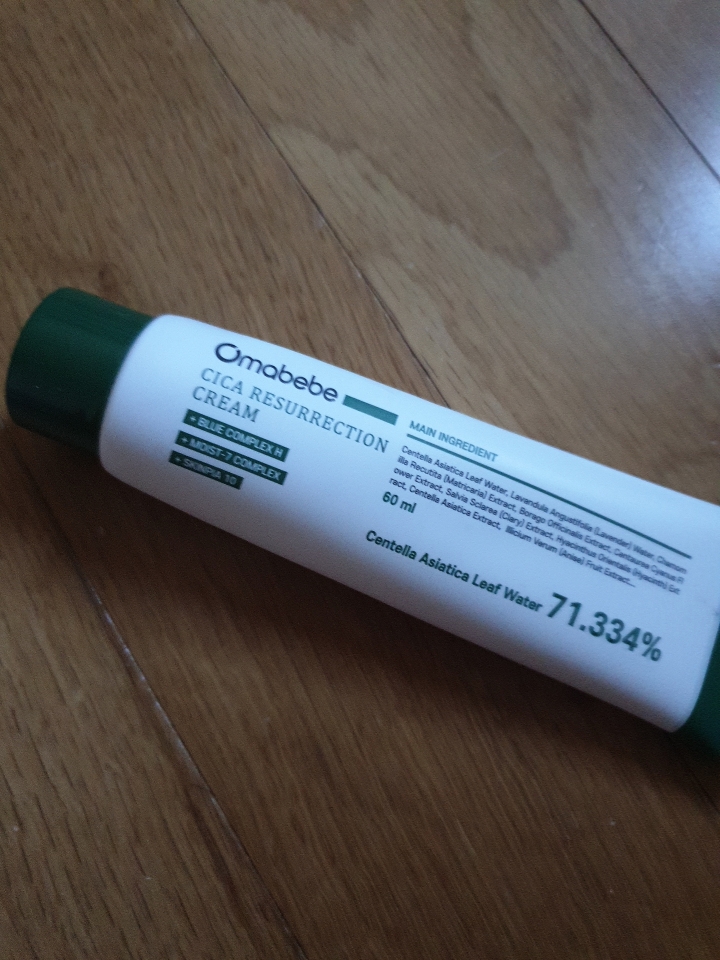 Omabebe
CICA RESURRECTION
CREAM
+ BLUE COMPLEX H
+ MOIST-7 COMPLEX
+ SKINPIA 10
MAIN INGREDIENT
Centella Asiatica Leaf Water, Lavendula Angustifolia (Lavender) Water, Chamom
illa Recutita (Matricaria) Extract, Borago Officinalis Extract, Centaurea Cyanus Fl
ower Extract, Salvia Sclarea (Clary) Extract, Hyacinthus Orientalis (Hyacinth) Ext
ract, Centella Asiatica Extract, Illicium Verum (Anise) Fruit Extract...
60 ml
Centella Asiatica Leaf Water 71.334%